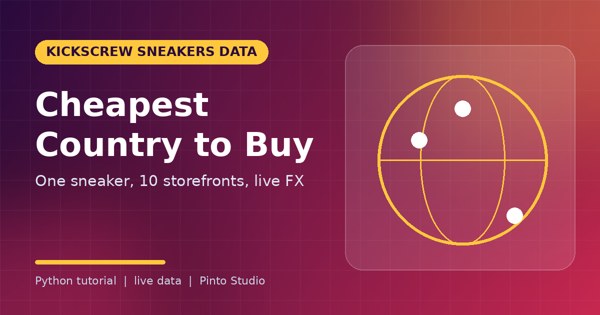 KICKSCREW SNEAKERS DATA
Cheapest
Country to Buy
One sneaker, 10 storefronts, live FX
Python tutorial | live data | Pinto Studio